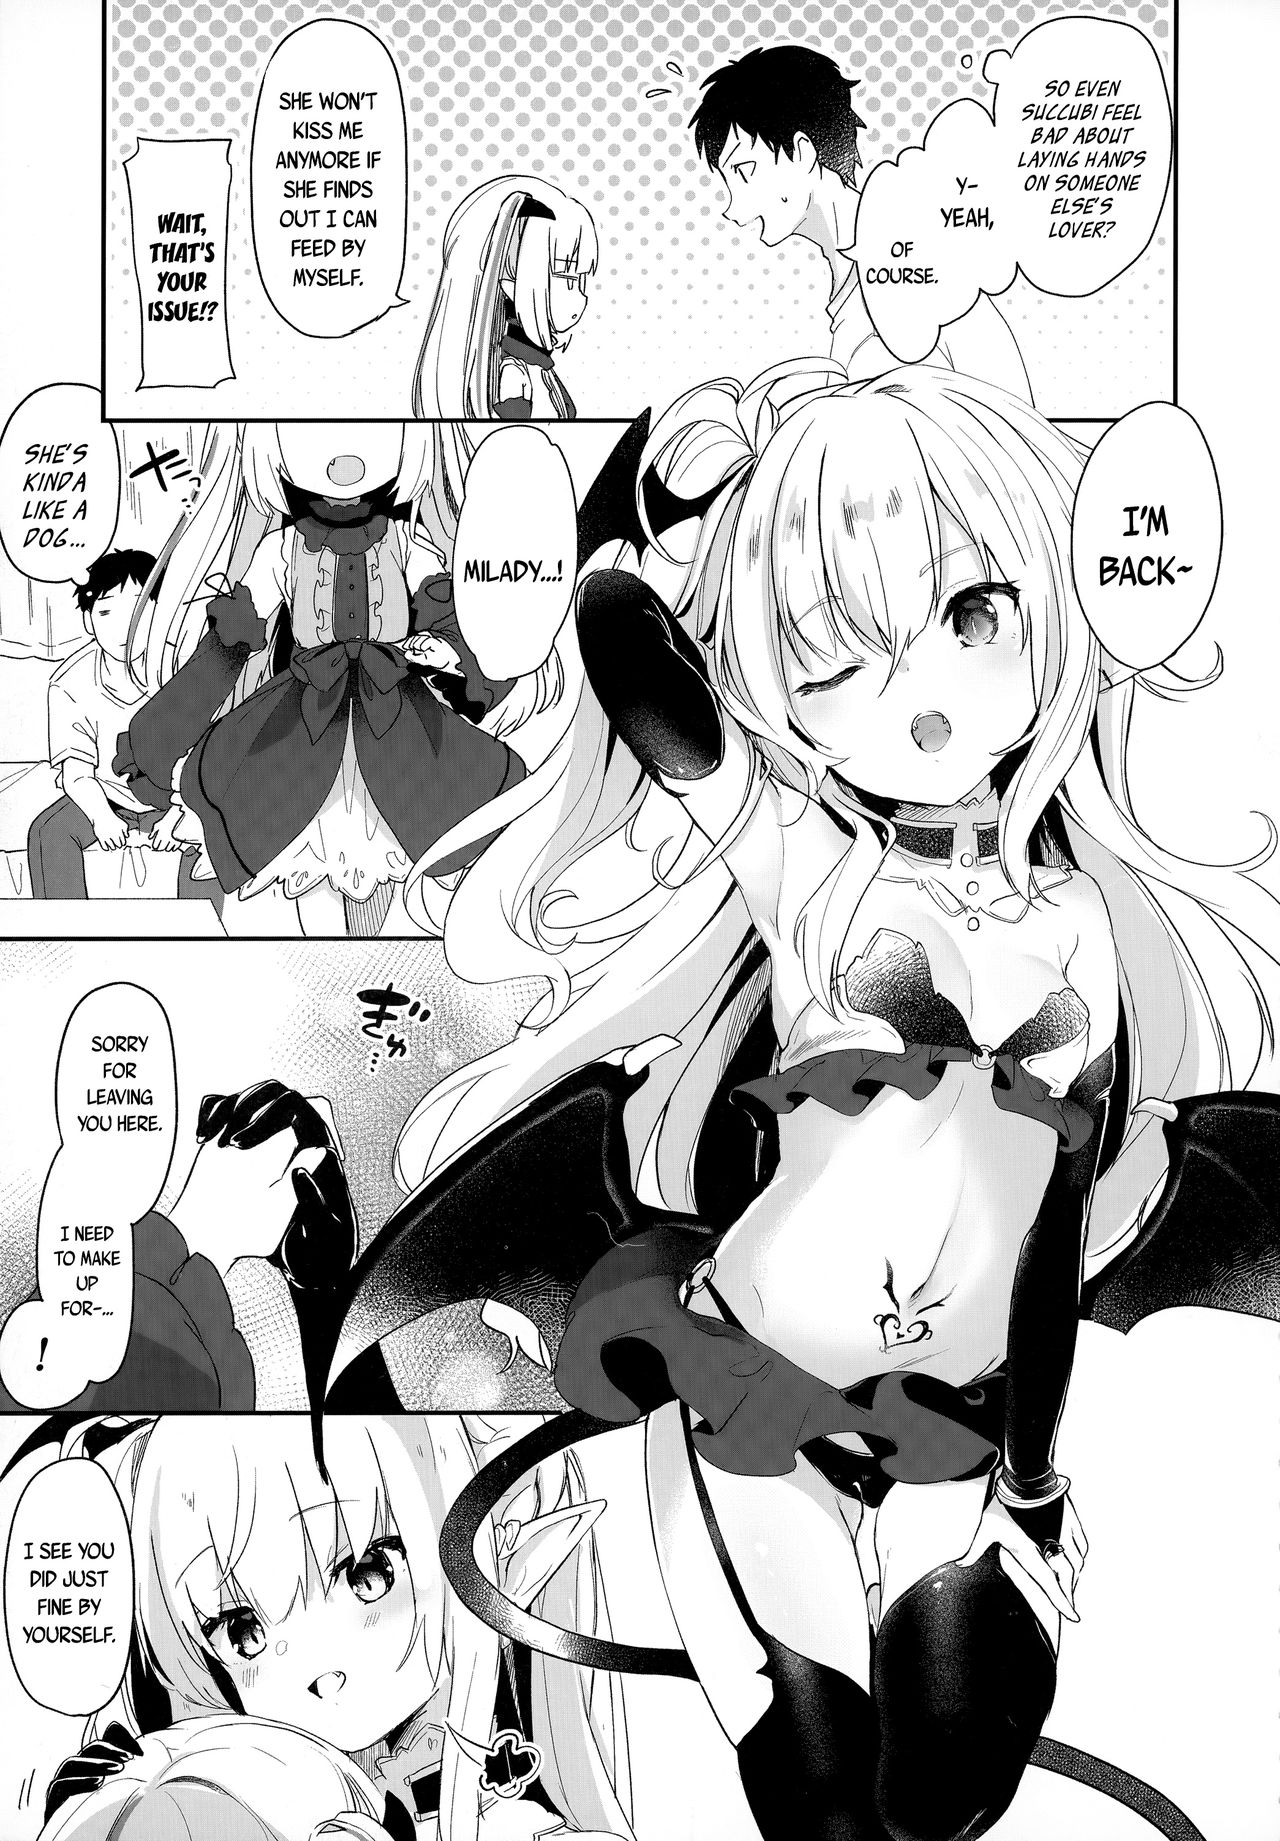 SO EVEN
SUCCUBI FEEL
BAD ABOUT
LAYING HANDS
ON SOMEONE
ELSE'S
LOVER?
Y-
YEAH,
OF
COURSE.
SHE WON'T
KISS ME
ANYMORE IF
SHE FINDS
OUT I CAN
FEED BY
MYSELF.
WAIT,
THAT'S
YOUR
ISSUE!?
I'M
BACK~
MILADY...!
SHE'S
KINDA
LIKE A
DOG...
ぎゅ...
SORRY
FOR
LEAVING
YOU HERE.
I NEED
TO MAKE
UP
FOR-...
!
I SEE YOU
DID JUST
FINE BY
YOURSELF.